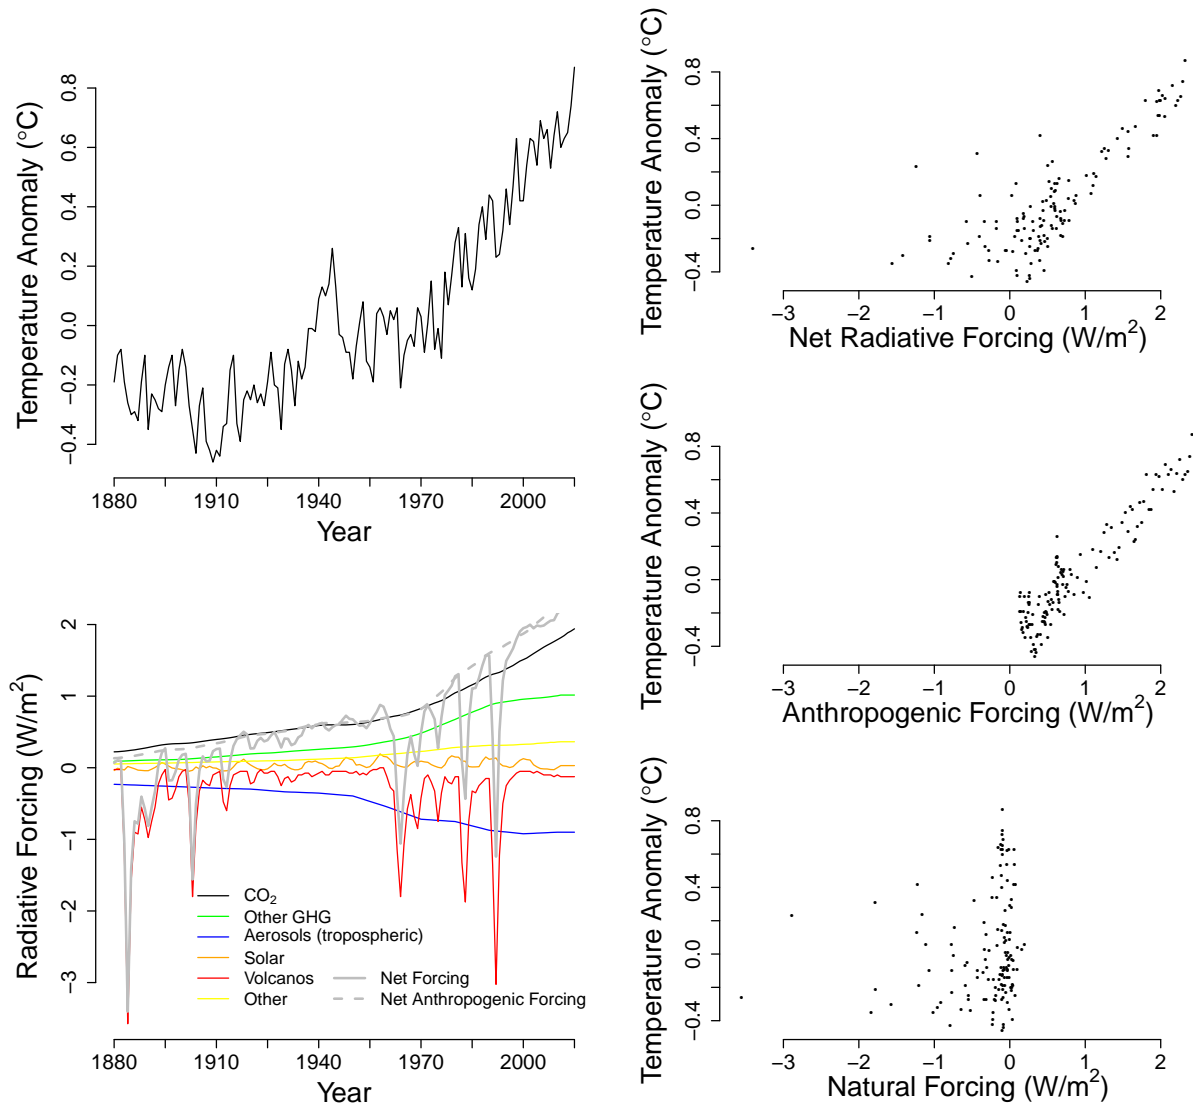 Temperature Anomaly (°C)
0.8
0.6
0.4
0.2
0.0
−0.2
−0.4
1880 1910 1940 1970 2000
Year
Radiative Forcing (W/m²)
2
1
0
−1
−2
−3
CO₂
Other GHG
Aerosols (tropospheric)
Solar
Volcanos
Other
Net Forcing
Net Anthropogenic Forcing
1880 1910 1940 1970 2000
Year
Temperature Anomaly (°C)
0.8
0.4
0.0
−0.4
−3 −2 −1 0 1 2
Net Radiative Forcing (W/m²)
Temperature Anomaly (°C)
0.8
0.4
0.0
−0.4
−3 −2 −1 0 1 2
Anthropogenic Forcing (W/m²)
Temperature Anomaly (°C)
0.8
0.4
0.0
−0.4
−3 −2 −1 0 1 2
Natural Forcing (W/m²)